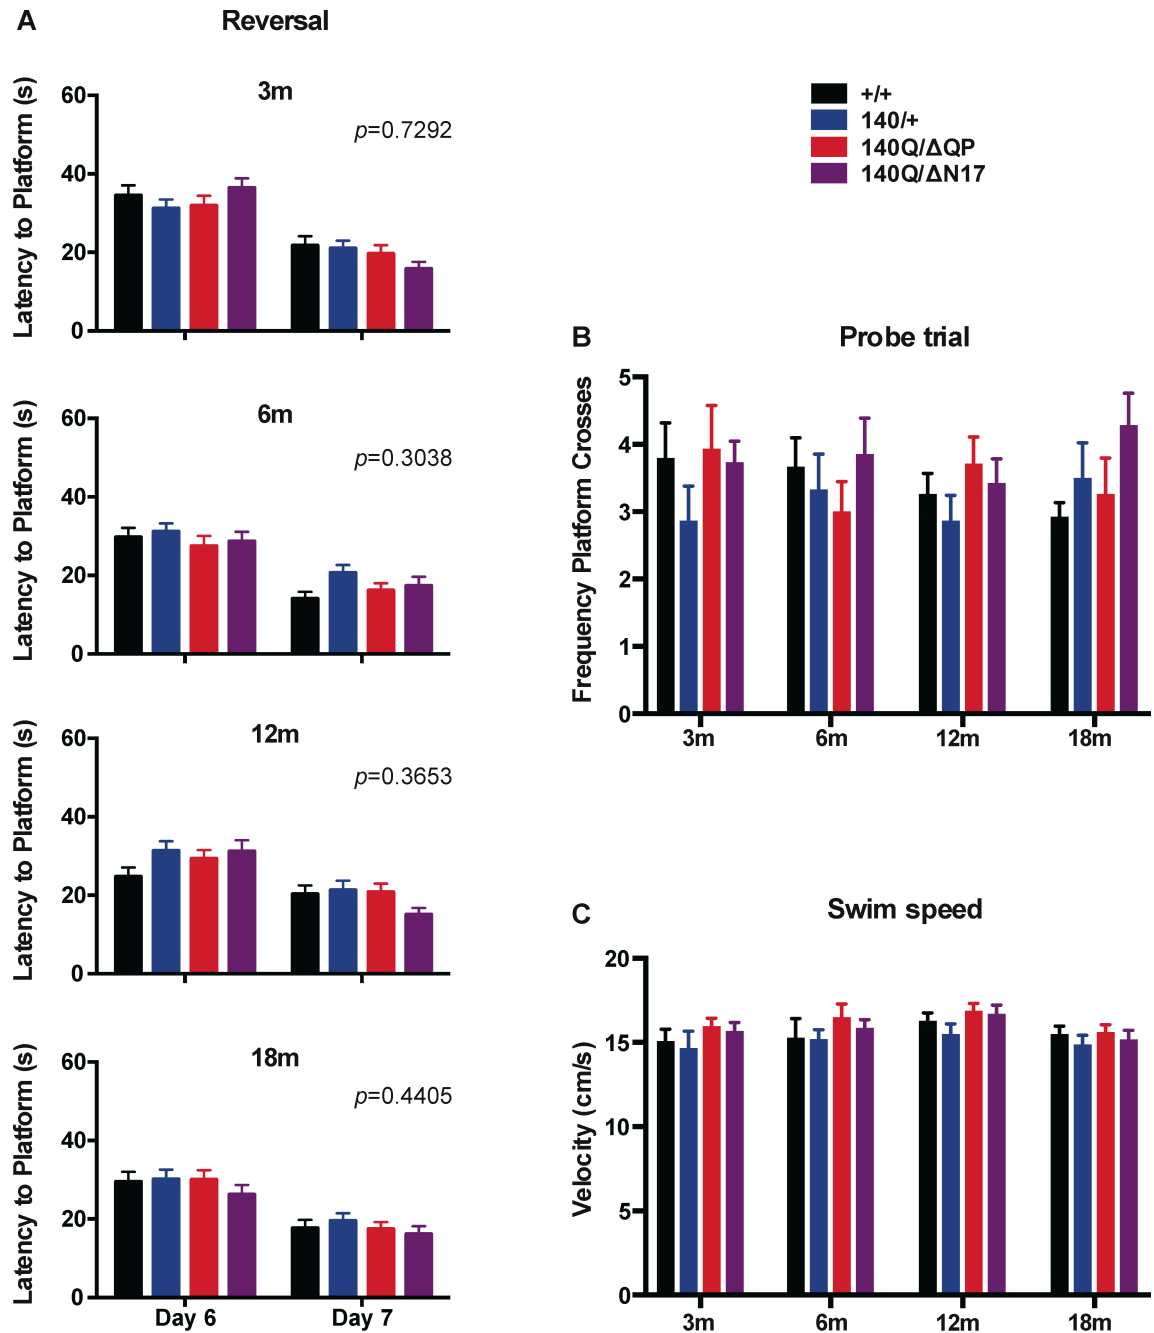 A
Reversal
3m
p=0.7292
Latency to Platform (s)
60
40
20
0
6m
p=0.3038
Latency to Platform (s)
60
40
20
0
12m
p=0.3653
Latency to Platform (s)
60
40
20
0
18m
p=0.4405
Latency to Platform (s)
60
40
20
0
Day 6
Day 7
+/+
140/+
140Q/ΔQP
140Q/ΔN17
B
Probe trial
Frequency Platform Crosses
5
4
3
2
1
0
3m
6m
12m
18m
C
Swim speed
Velocity (cm/s)
20
15
10
5
0
3m
6m
12m
18m